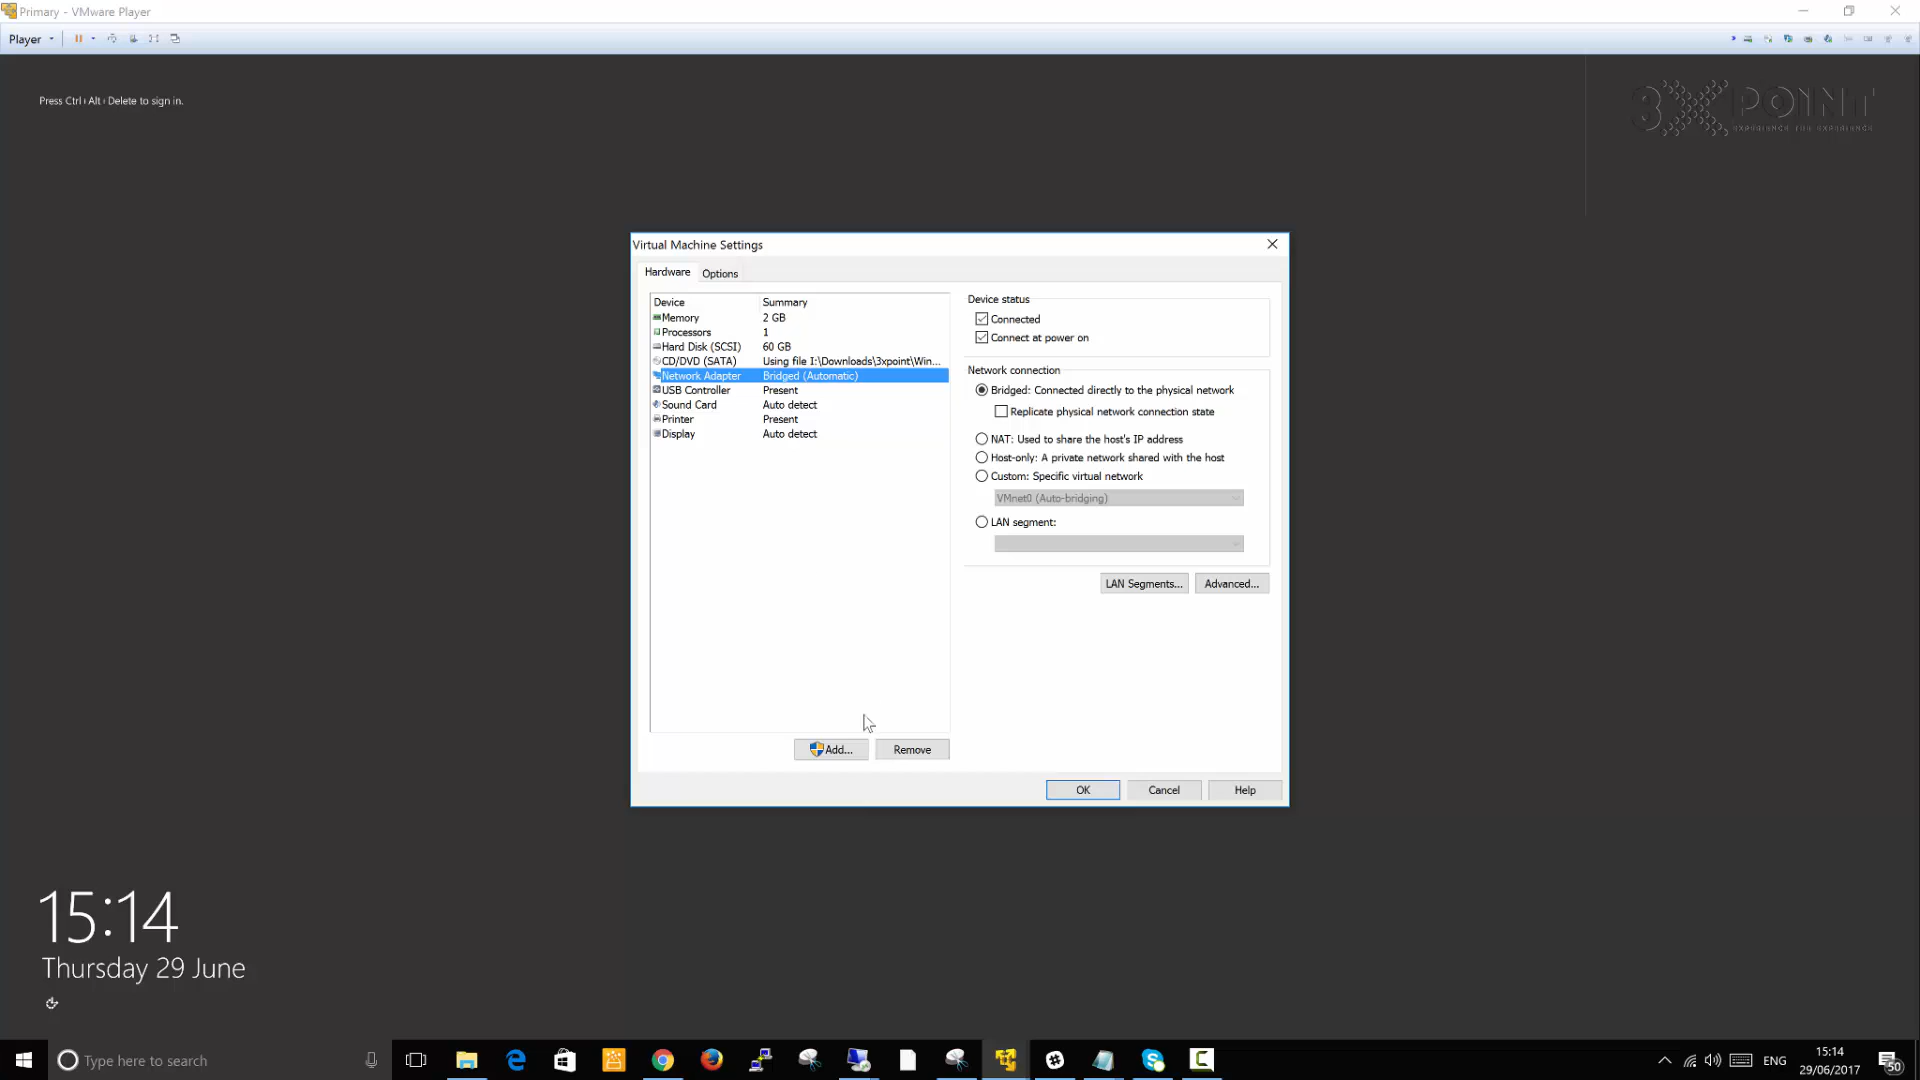 Primary - VMware Player
Player
Press Ctrl+Alt+Delete to sign in.
3XPOINT
EXPERIENCE FOR EXPERIENCE
Virtual Machine Settings
Hardware
Options
Device Summary
Memory 2 GB
Processors 1
Hard Disk (SCSI) 60 GB
CD/DVD (SATA) Using file I:\Downloads\3xpoint\Win...
Network Adapter Bridged (Automatic)
USB Controller Present
Sound Card Auto detect
Printer Present
Display Auto detect
Add...
Remove
Device status
Connected
Connect at power on
Network connection
Bridged: Connected directly to the physical network
Replicate physical network connection state
NAT: Used to share the host's IP address
Host-only: A private network shared with the host
Custom: Specific virtual network
VMnet0 (Auto-bridging)
LAN segment:
LAN Segments...
Advanced...
OK
Cancel
Help
15:14
Thursday 29 June
Type here to search
ENG
15:14
29/06/2017
50